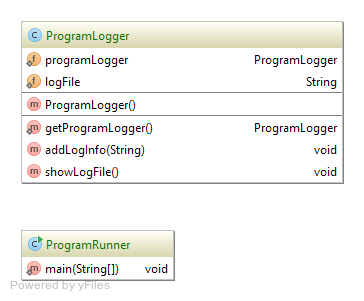 C ProgramLogger
f programLogger ProgramLogger
f logFile String
m ProgramLogger()
m getProgramLogger() ProgramLogger
m addLogInfo(String) void
m showLogFile() void
C ProgramRunner
m main(String[]) void
Powered by yFiles